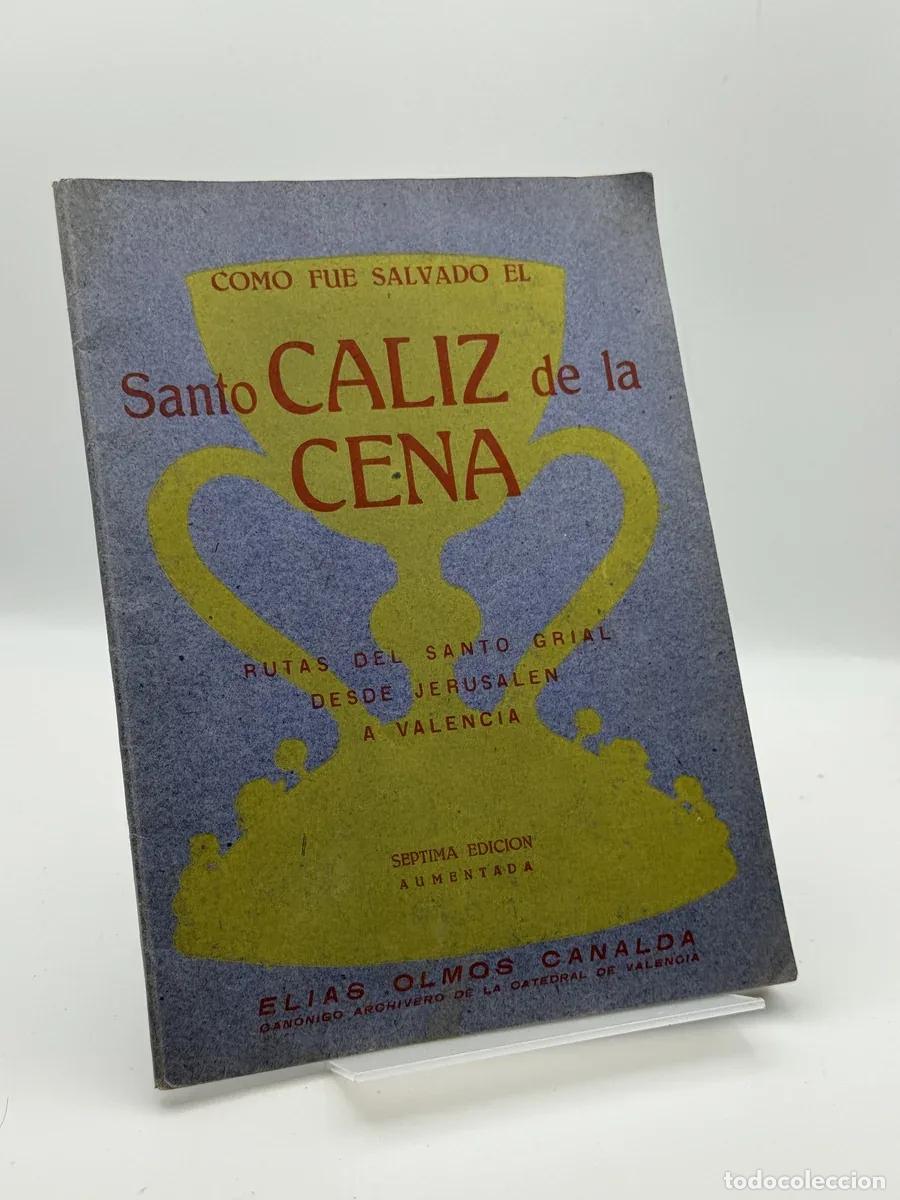 COMO FUE SALVADO EL
Santo CALIZ de la
CENA
RUTAS DEL SANTO GRIAL
DESDE JERUSALEN
A VALENCIA
SEPTIMA EDICION
AUMENTADA
ELIAS OLMOS CANALDA
CANÓNIGO ARCHIVERO DE LA CATEDRAL DE VALENCIA
todocoleccion